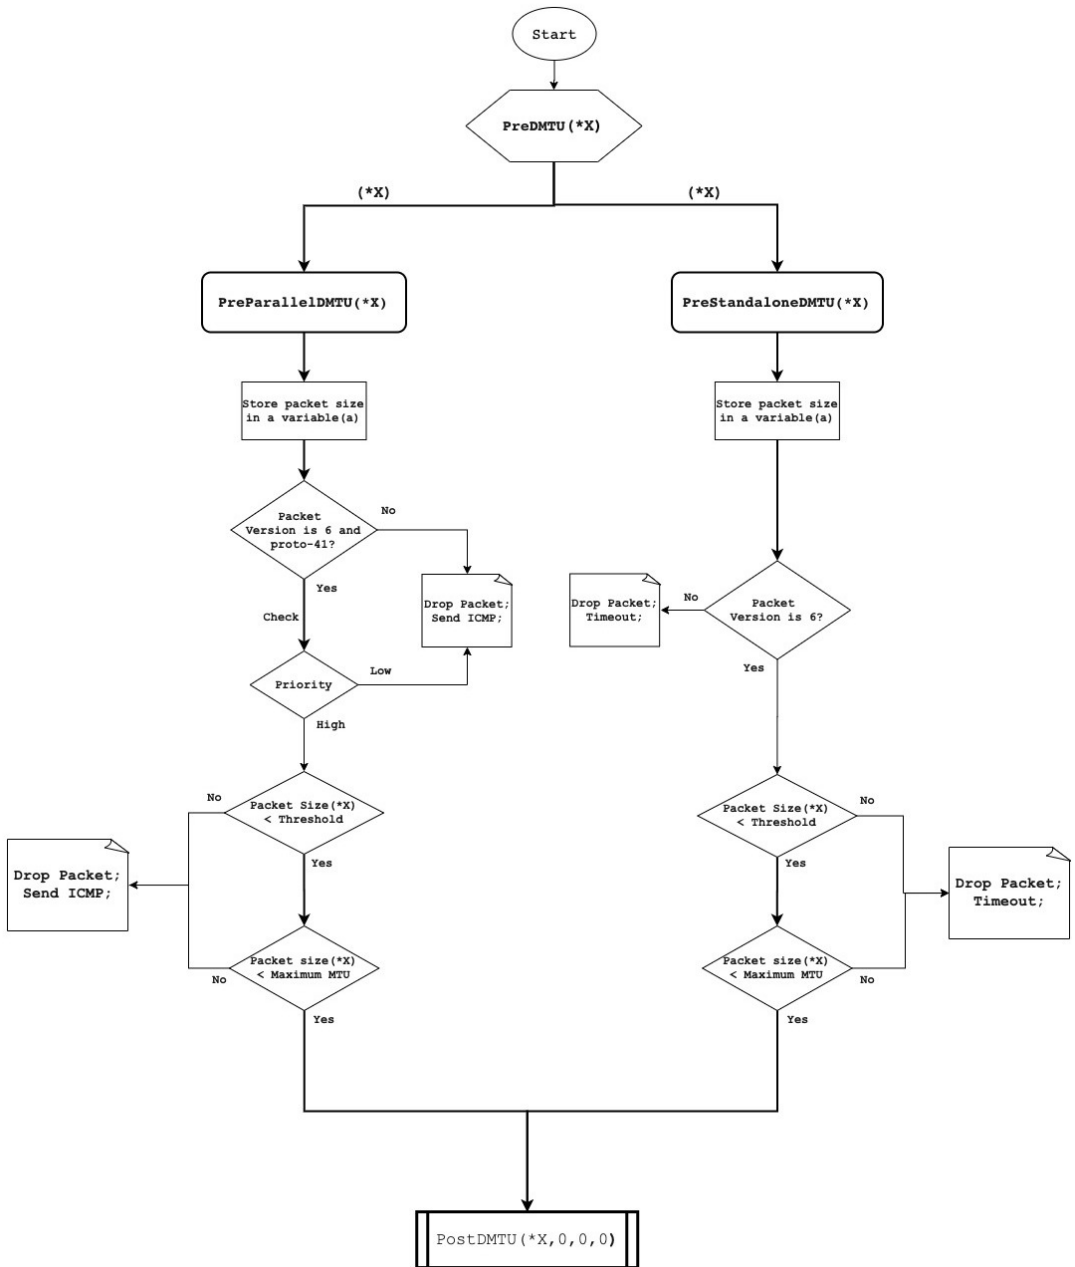 Start
PreDMTU(*X)
(*X)
(*X)
PreParallelDMTU(*X)
PreStandaloneDMTU(*X)
Store packet size
in a variable(a)
Store packet size
in a variable(a)
Packet
Version is 6 and
proto-41?
No
Yes
Drop Packet;
Send ICMP;
Check
Priority
Low
High
Drop Packet;
Timeout;
No
Packet
Version is 6?
Yes
No
Packet Size(*X)
< Threshold
Yes
Drop Packet;
Send ICMP;
Packet size(*X)
< Maximum MTU
No
Yes
Packet Size(*X)
< Threshold
No
Yes
Drop Packet;
Timeout;
Packet size(*X)
< Maximum MTU
No
Yes
PostDMTU(*X,0,0,0)